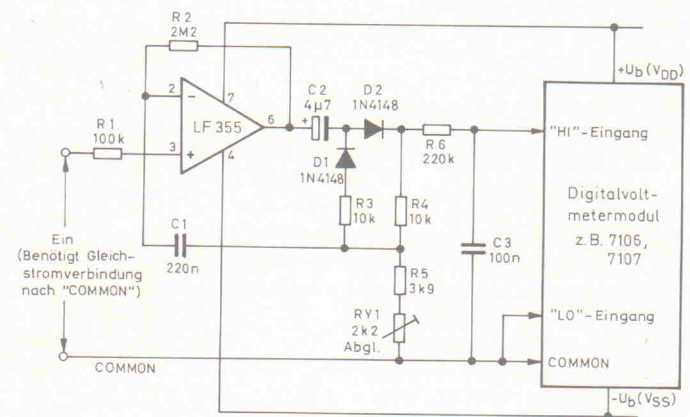 R2
2M2
C2
4µ7
+
D2
1N4148
+Ub(VDD)
2
−
7
LF 355
6
R1
100k
3
+
4
D1
1N4148
R6
220k
"HI"-Eingang
R3
10k
R4
10k
Digitalvolt-
metermodul
z.B. 7106,
7107
Ein
(Benötigt Gleich-
stromverbindung
nach "COMMON")
C1
220n
C3
100n
R5
3k9
RY1
2k2
Abgl.
"LO"-Eingang
COMMON
COMMON
-Ub(VSS)